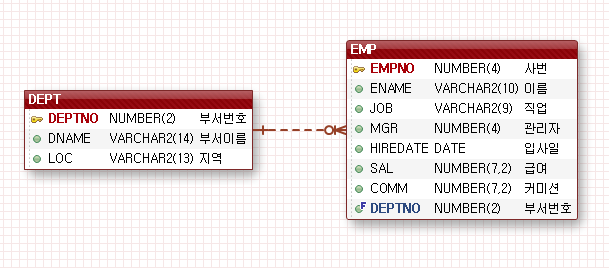 DEPT
DEPTNO NUMBER(2) 부서번호
DNAME VARCHAR2(14) 부서이름
LOC VARCHAR2(13) 지역
EMP
EMPNO NUMBER(4) 사번
ENAME VARCHAR2(10) 이름
JOB VARCHAR2(9) 직업
MGR NUMBER(4) 관리자
HIREDATE DATE 입사일
SAL NUMBER(7,2) 급여
COMM NUMBER(7,2) 커미션
F DEPTNO NUMBER(2) 부서번호